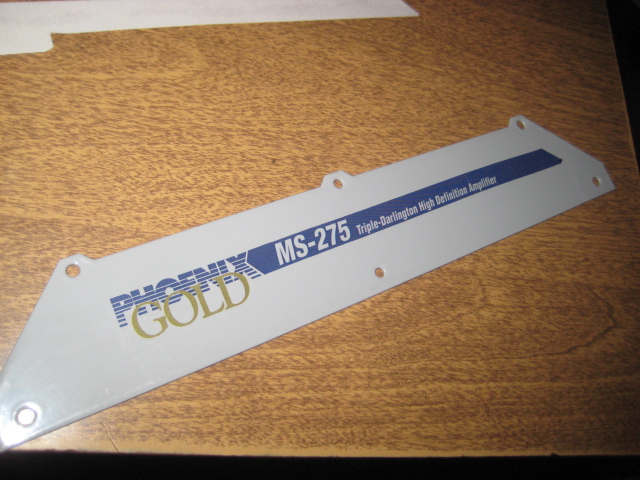 PHOENIX
GOLD
MS-275 Triple-Darlington High Definition Amplifier